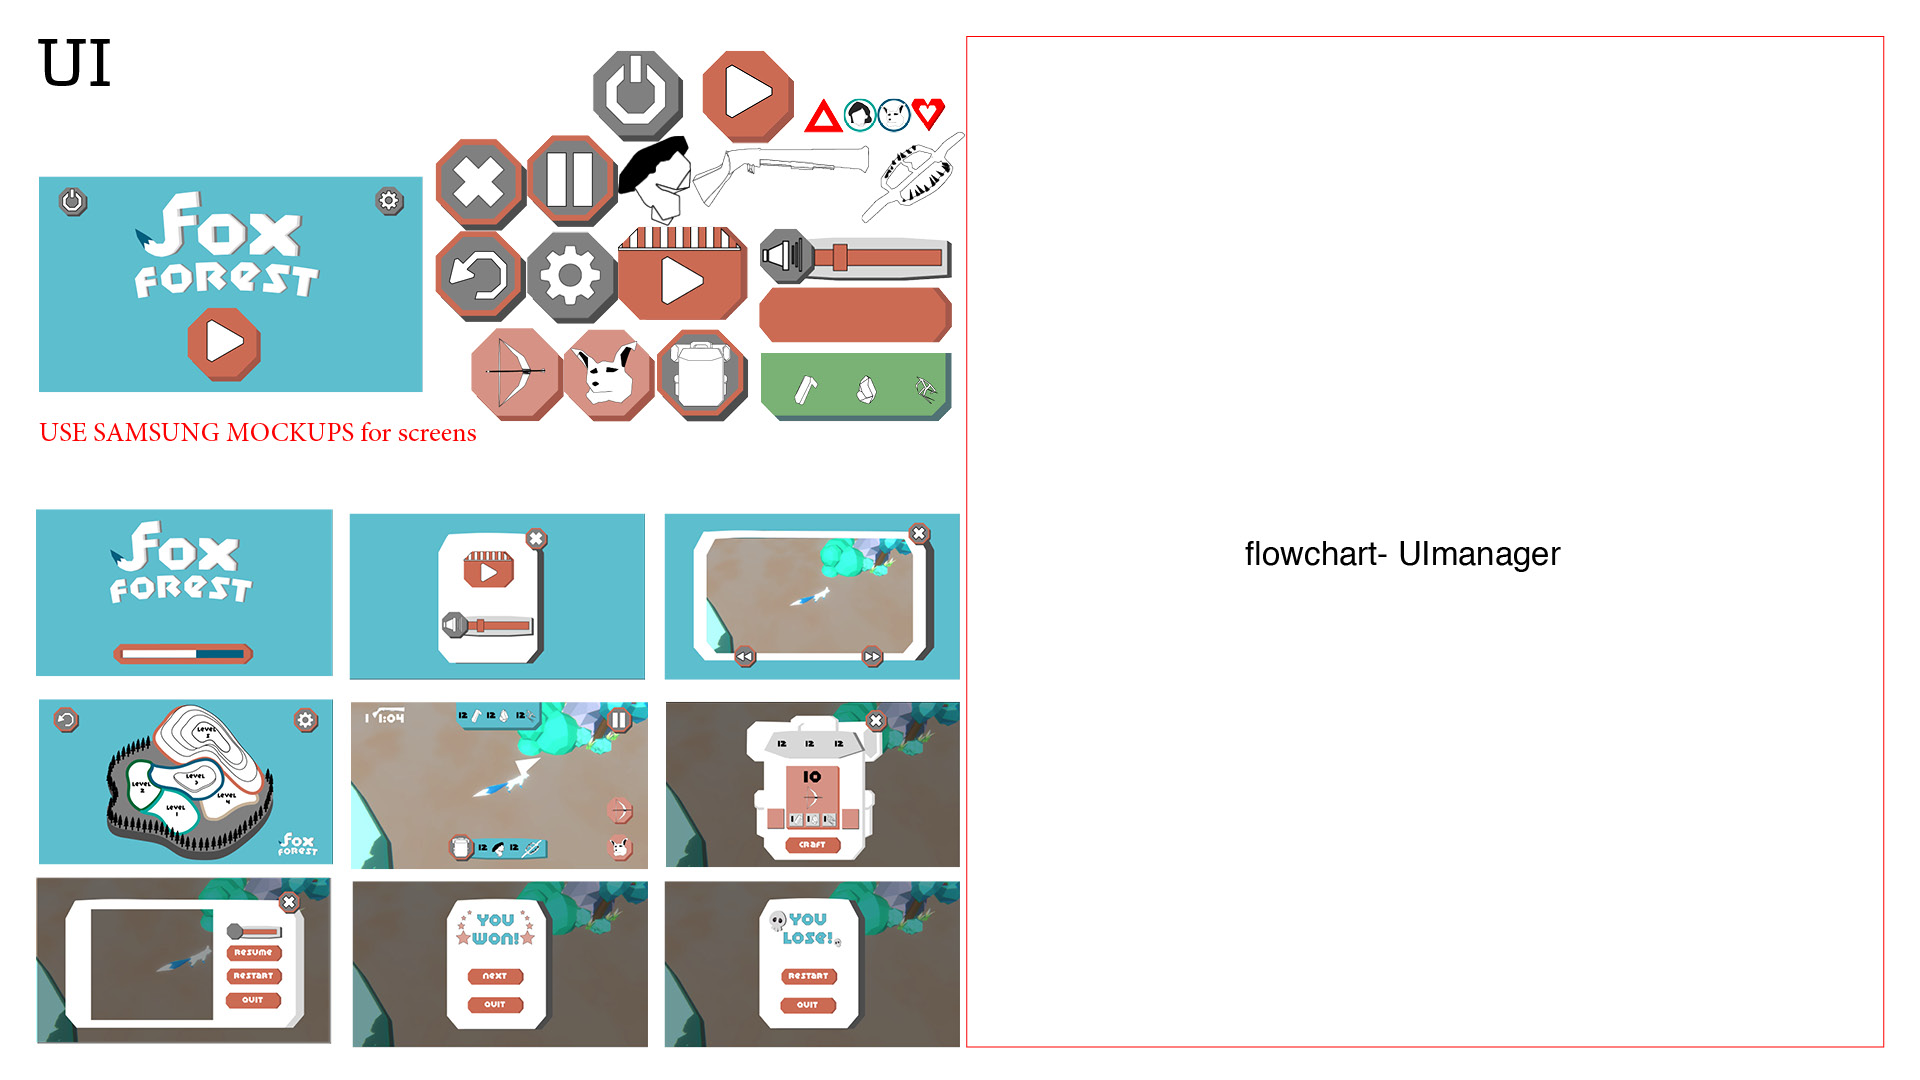 UI
fox
forest
USE SAMSUNG MOCKUPS for screens
fox
forest
Level
Level
3
Level
2
Level
4
Level
1
fox
forest
1 1:04
12 12 12
12 12
12 12 12
10
craft
resume
restart
quit
You
won!
next
quit
You
lose!
restart
quit
flowchart- UImanager